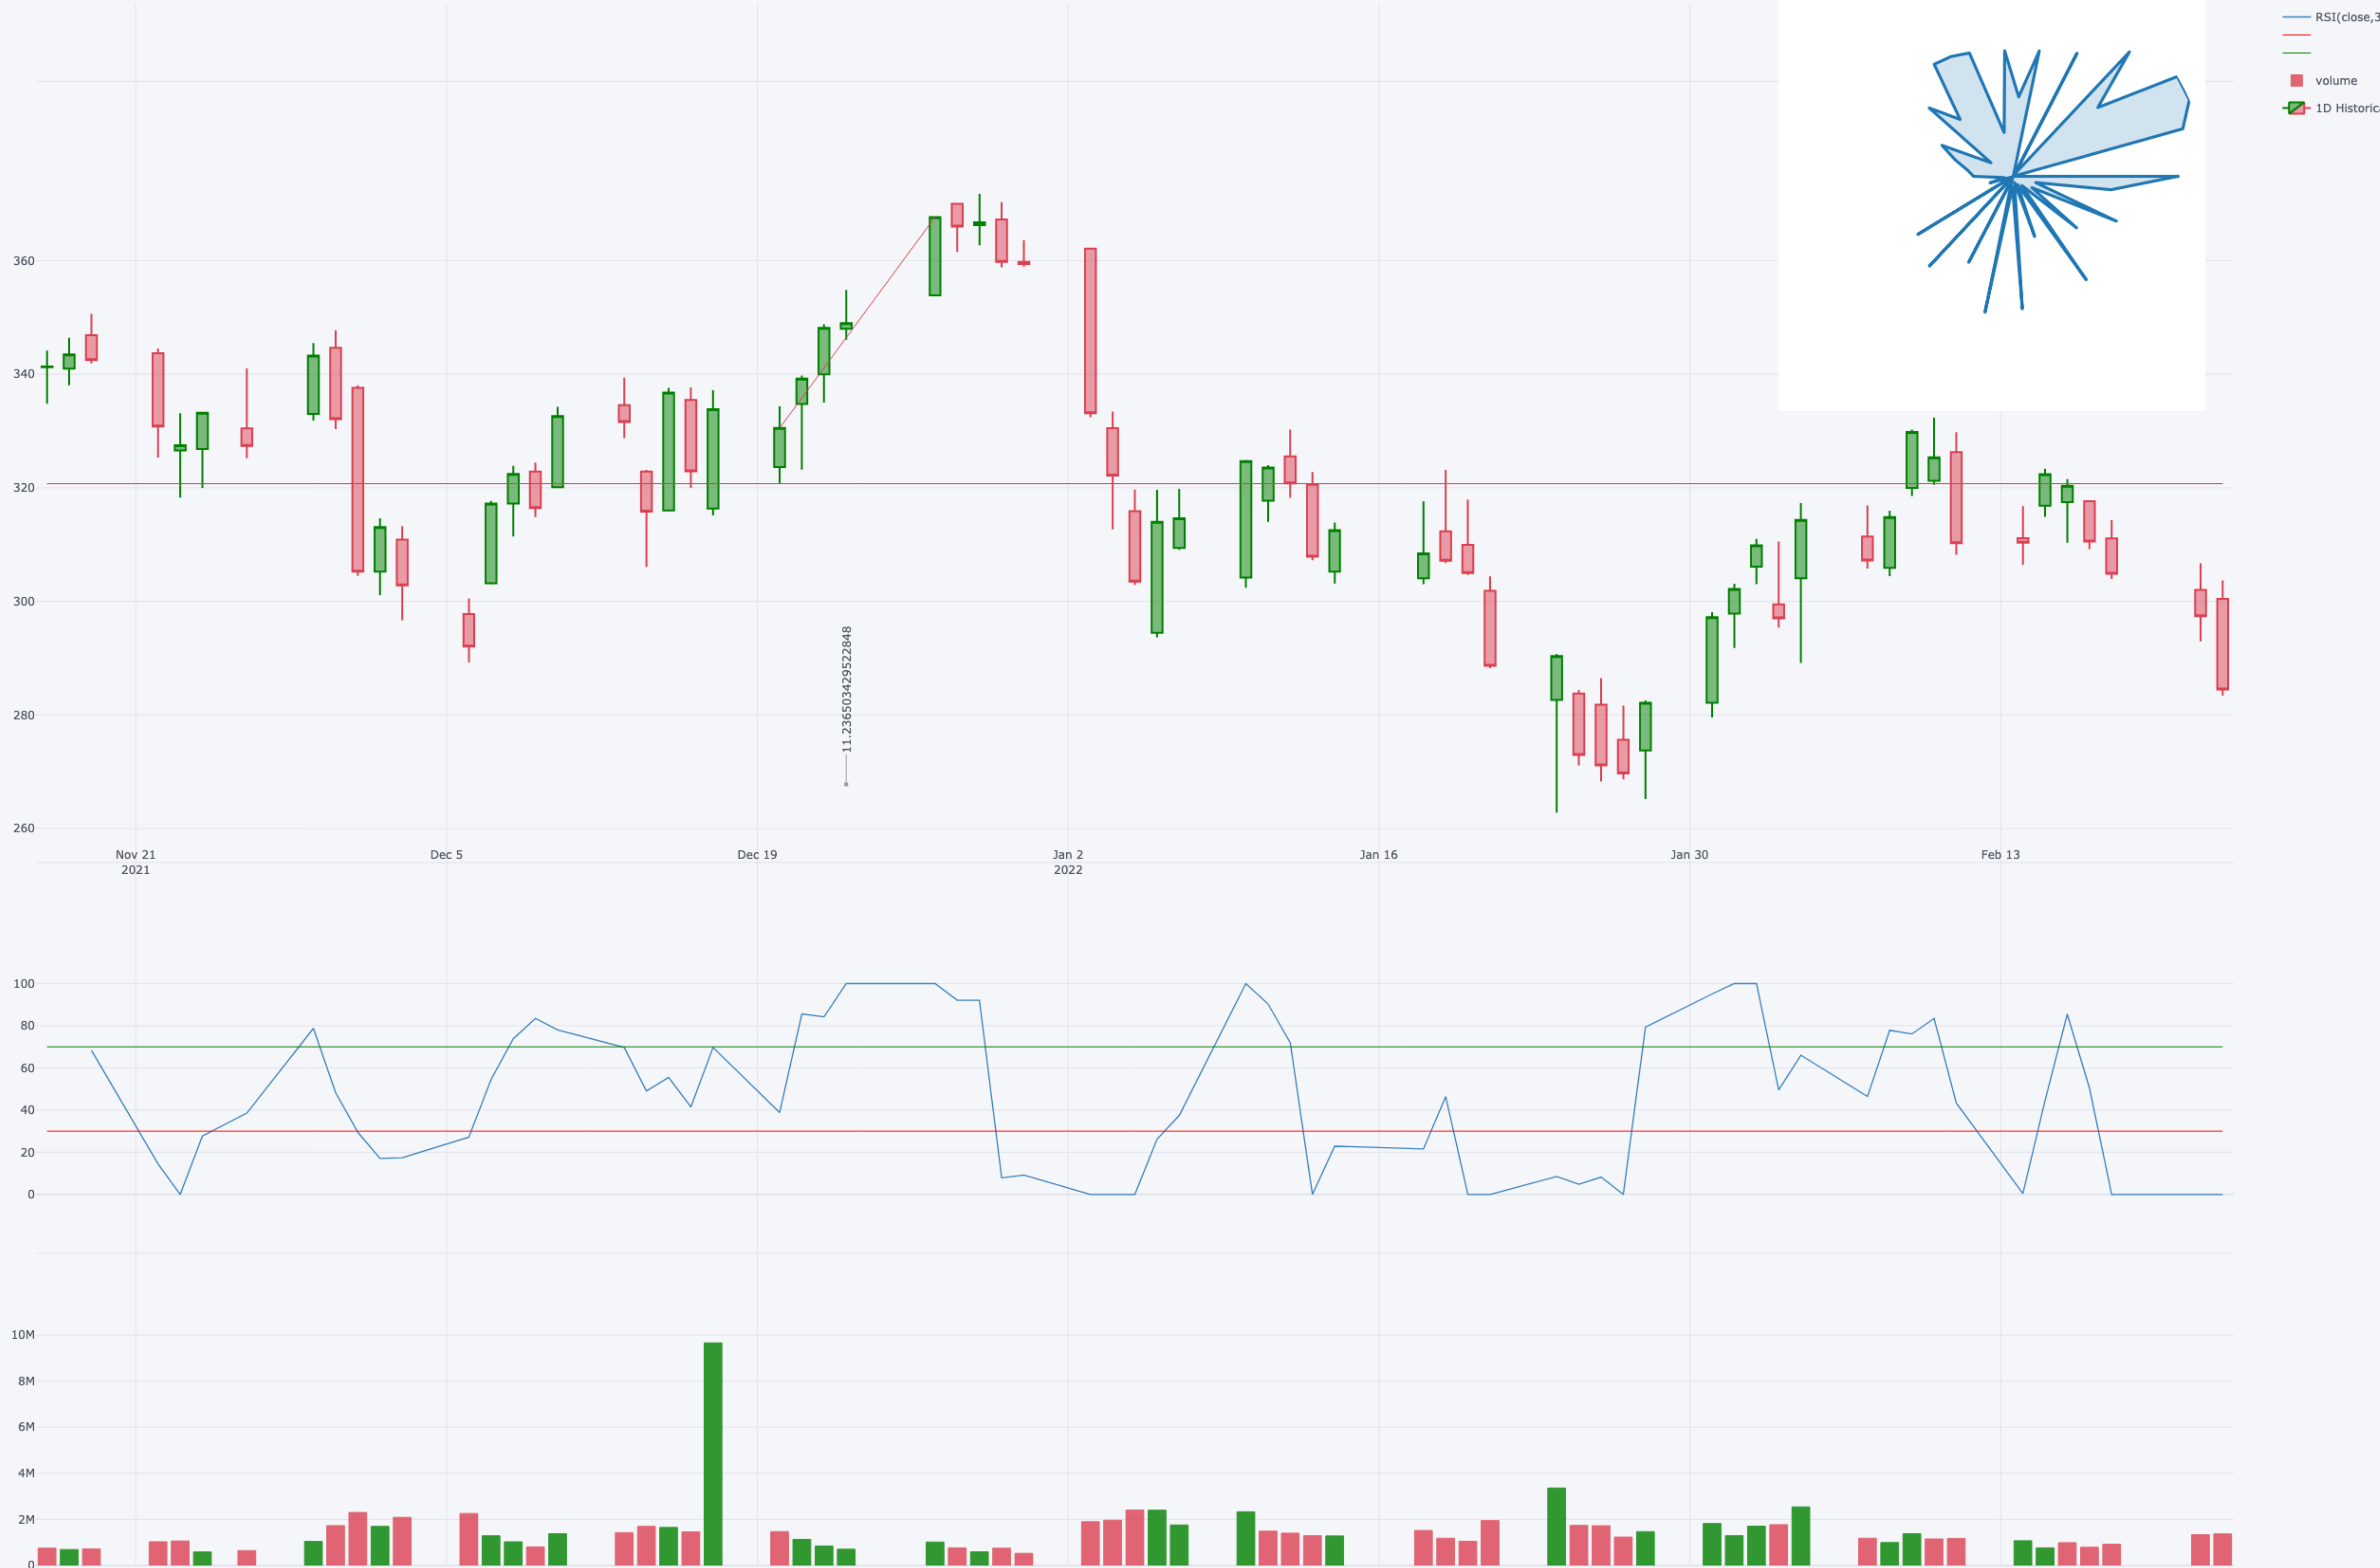 RSI(close,3
volume
1D Historic
360
340
320
300
280
260
11.236503429522848
Nov 21
2021
Dec 5
Dec 19
Jan 2
2022
Jan 16
Jan 30
Feb 13
100
80
60
40
20
0
10M
8M
6M
4M
2M
0